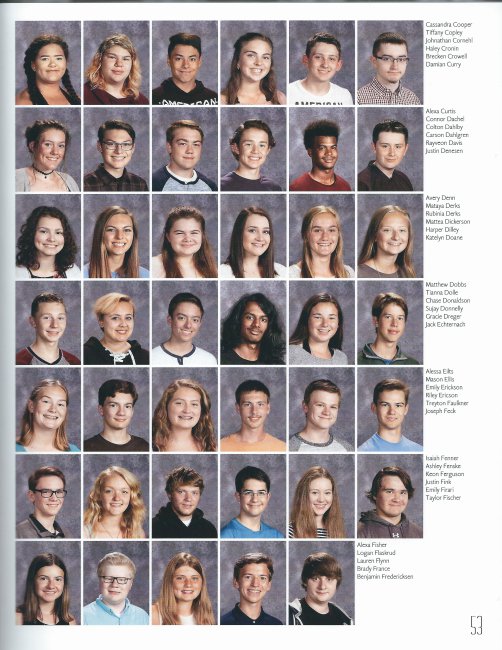 Cassandra Cooper
Tiffany Copley
Johnathan Cornehl
Haley Cronin
Brecken Crowell
Damian Curry
AMERICAN
AMERICAN
Alexa Curtis
Connor Dachel
Colton Dahlby
Carson Dahlgren
Rayveon Davis
Justin Denesen
Avery Denn
Mataya Derks
Rubinia Derks
Mattea Dickerson
Harper Dilley
Katelyn Doane
Matthew Dobbs
Tianna Dolle
Chase Donaldson
Sujay Donnelly
Gracie Dreger
Jack Echternach
Alessa Eilts
Mason Ellis
Emily Erickson
Riley Ericson
Treyton Faulkner
Joseph Feck
Isaiah Fenner
Ashley Fenske
Keon Ferguson
Justin Fink
Emily Firari
Taylor Fischer
Alexa Fisher
Logan Flaskrud
Lauren Flynn
Brady France
Benjamin Fredericksen
53